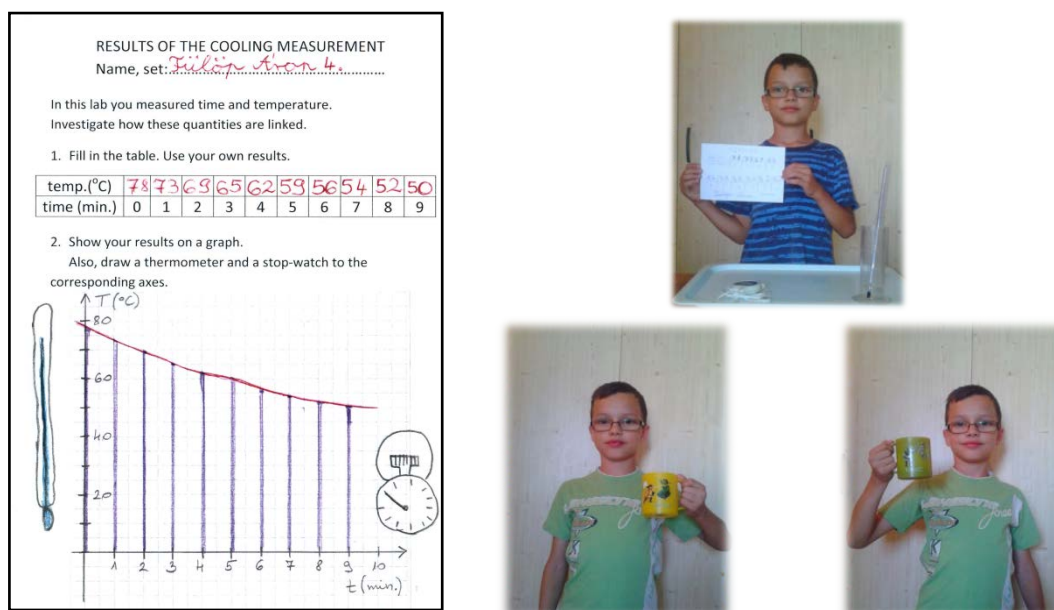 RESULTS OF THE COOLING MEASUREMENT
Name, set: Fülöp Áron 4.
In this lab you measured time and temperature.
Investigate how these quantities are linked.
1. Fill in the table. Use your own results.
temp.(°C) 78 73 69 65 62 59 56 54 52 50
time (min.) 0 1 2 3 4 5 6 7 8 9
2. Show your results on a graph.
Also, draw a thermometer and a stop-watch to the
corresponding axes.
T (°C)
80
60
40
20
1 2 3 4 5 6 7 8 9 10
t (min.)